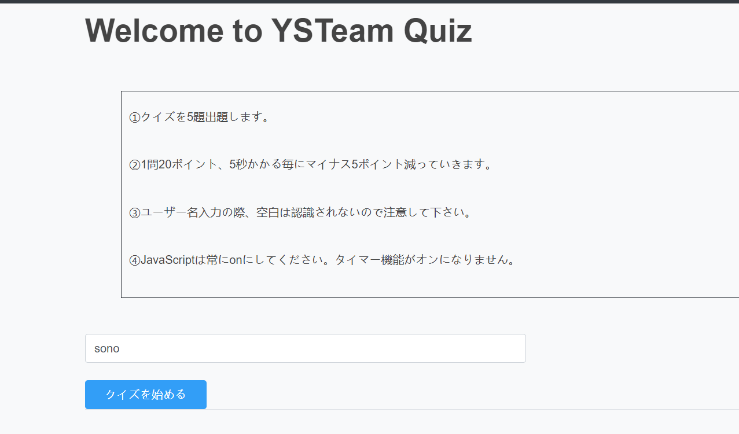 Welcome to YSTeam Quiz
①クイズを5題出題します。
②1問20ポイント、5秒かかる毎にマイナス5ポイント減っていきます。
③ユーザー名入力の際、空白は認識されないので注意して下さい。
④JavaScriptは常にonにしてください。タイマー機能がオンになりません。
sono
クイズを始める